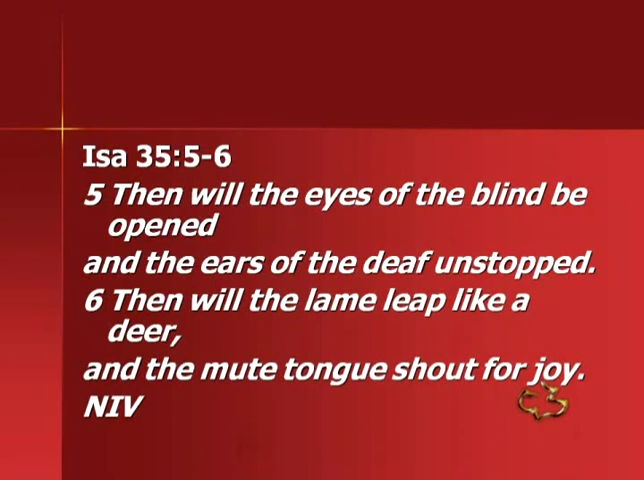 Isa 35:5-6
5 Then will the eyes of the blind be
opened
and the ears of the deaf unstopped.
6 Then will the lame leap like a
deer,
and the mute tongue shout for joy.
NIV